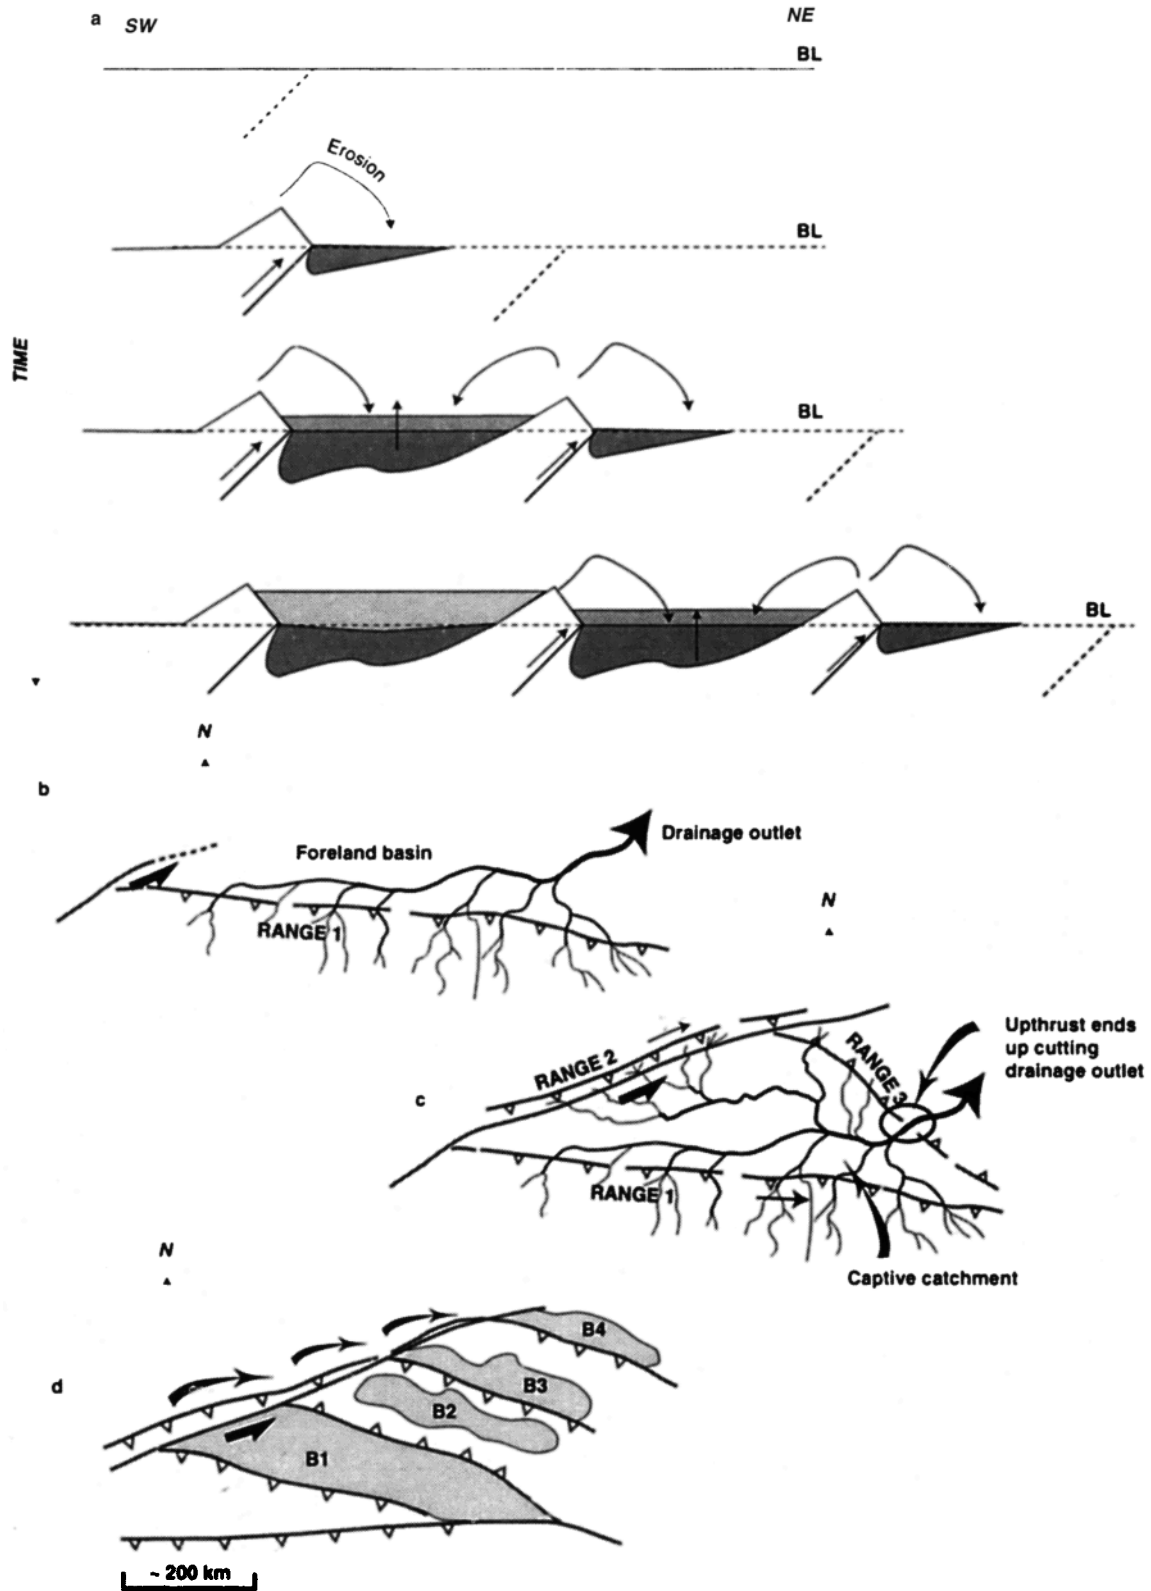 a
SW
NE
BL
Erosion
BL
TIME
BL
BL
N
b
Drainage outlet
Foreland basin
N
RANGE 1
Upthrust ends
up cutting
drainage outlet
RANGE 2
RANGE 3
c
RANGE 1
N
Captive catchment
B4
d
B3
B2
B1
~ 200 km